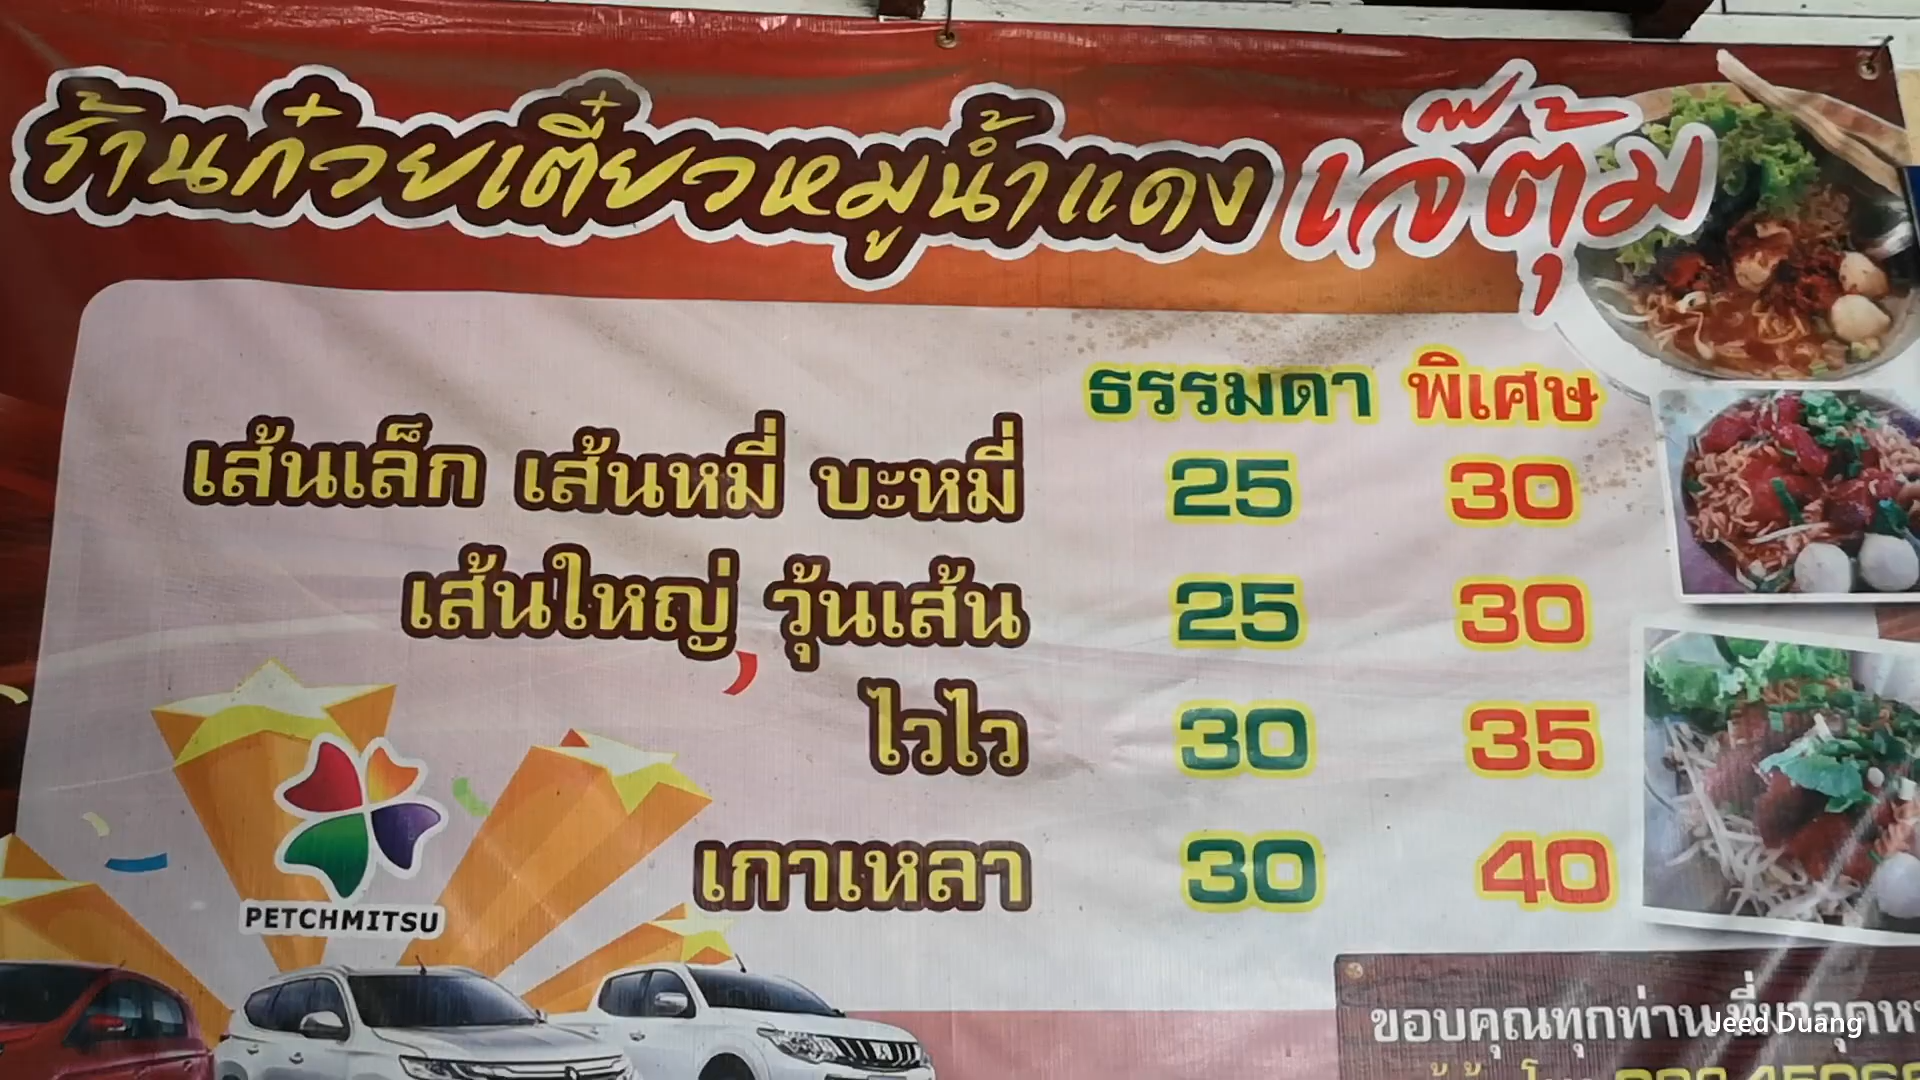 ร้านก๋วยเตี๋ยวหมูน้ำแดง เจ๊ตุ้ม
ธรรมดา พิเศษ
เส้นเล็ก เส้นหมี่ บะหมี่ 25 30
เส้นใหญ่ วุ้นเส้น 25 30
ไวไว 30 35
เกาเหลา 30 40
PETCHMITSU
ขอบคุณทุกท่าน
Jeed Duang